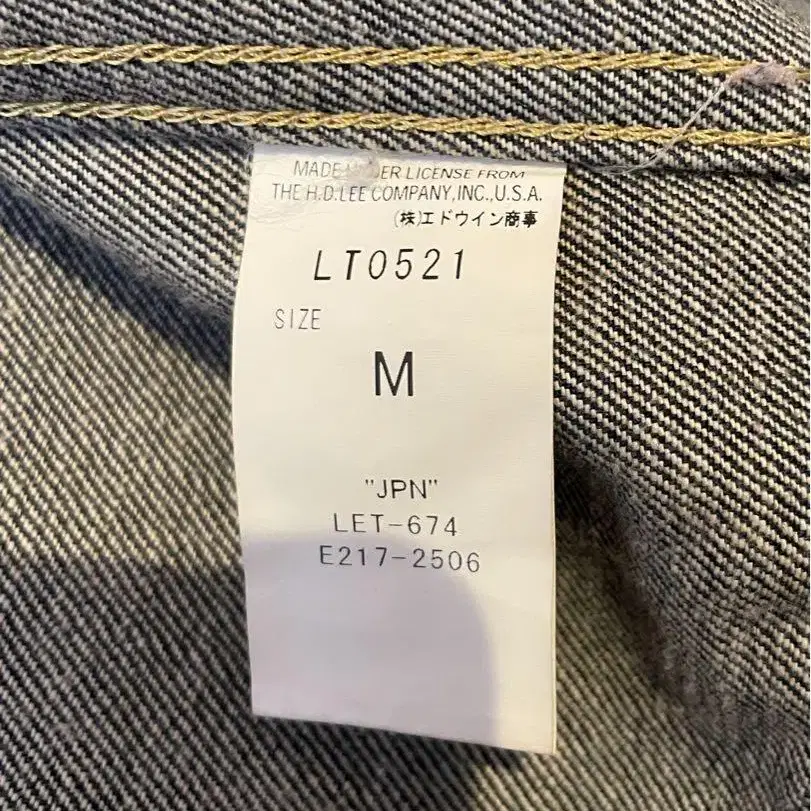 MADE UNDER LICENSE FROM
THE H.D.LEE COMPANY,INC.,U.S.A.
(株)エドウイン商事
LT0521
SIZE
M
"JPN"
LET-674
E217-2506